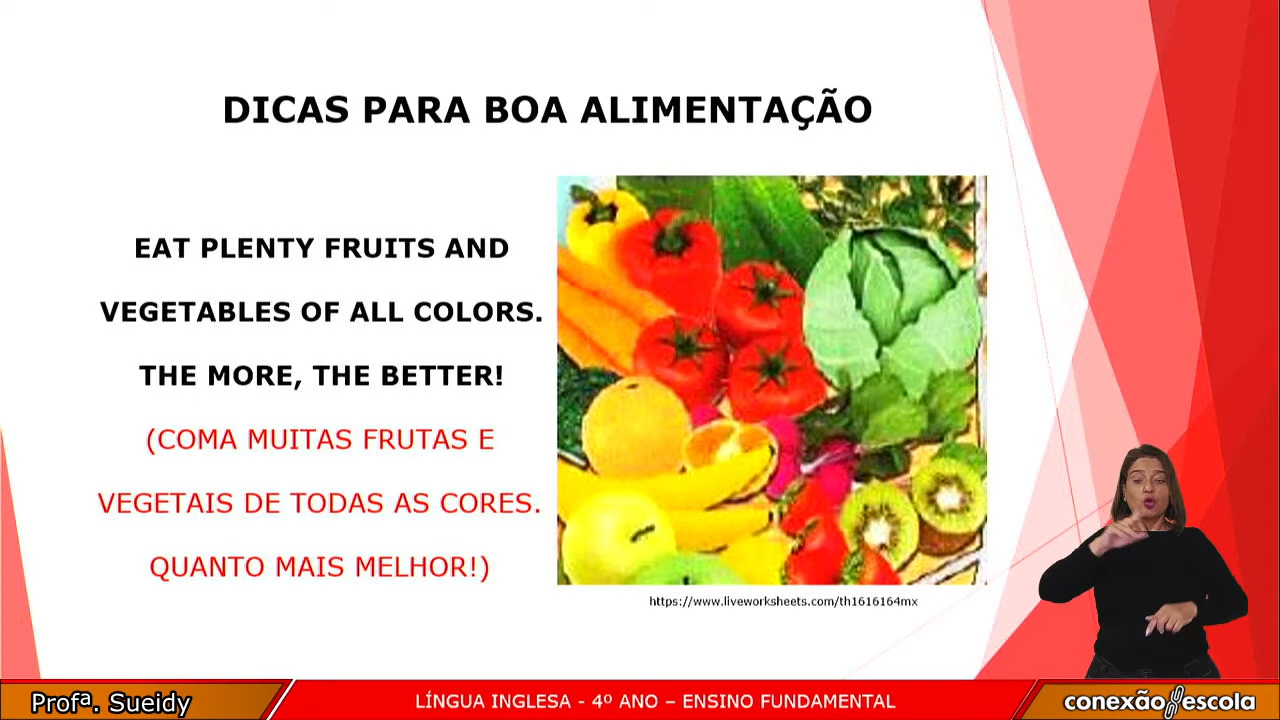 DICAS PARA BOA ALIMENTAÇÃO
EAT PLENTY FRUITS AND
VEGETABLES OF ALL COLORS.
THE MORE, THE BETTER!
(COMA MUITAS FRUTAS E
VEGETAIS DE TODAS AS CORES.
QUANTO MAIS MELHOR!)
https://www.liveworksheets.com/th1616164mx
Profª. Sueidy
LÍNGUA INGLESA - 4º ANO – ENSINO FUNDAMENTAL
conexão escola